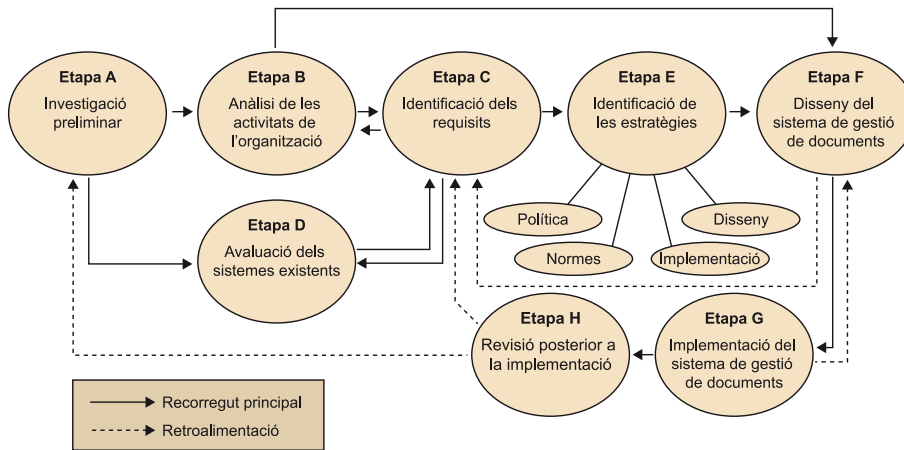 Etapa A
Investigació
preliminar
Etapa B
Anàlisi de les
activitats de
l'organització
Etapa C
Identificació dels
requisits
Etapa E
Identificació de
les estratègies
Etapa F
Disseny del
sistema de gestió
de documents
Etapa D
Avaluació dels
sistemes existents
Política
Normes
Implementació
Disseny
Etapa H
Revisió posterior a
la implementació
Etapa G
Implementació del
sistema de gestió
de documents
Recorregut principal
Retroalimentació